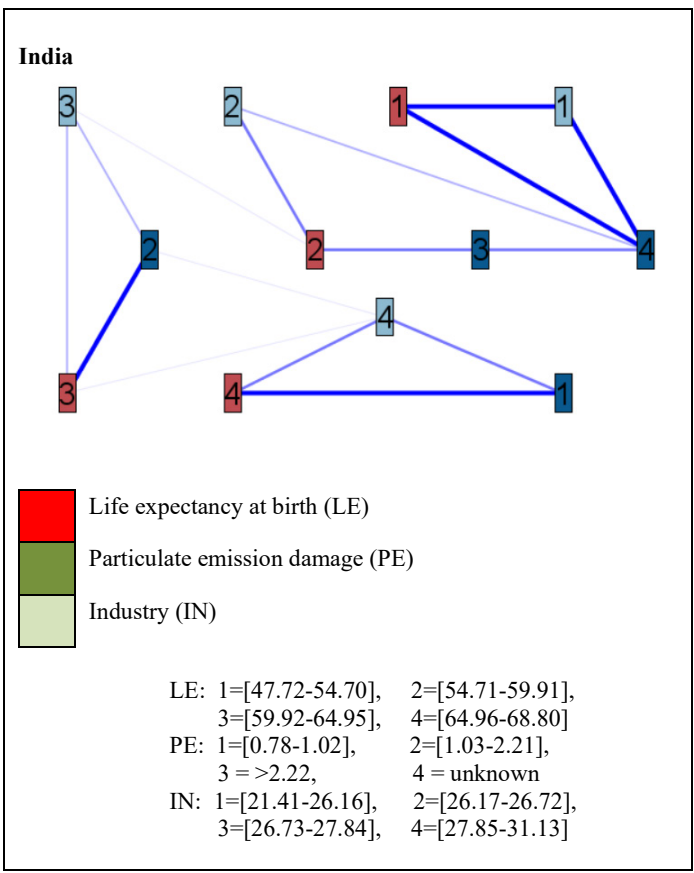 India
3 2 1 1
2 2 3 4
4
3 4 1
Life expectancy at birth (LE)
Particulate emission damage (PE)
Industry (IN)
LE: 1=[47.72-54.70], 2=[54.71-59.91],
3=[59.92-64.95], 4=[64.96-68.80]
PE: 1=[0.78-1.02], 2=[1.03-2.21],
3 = >2.22, 4 = unknown
IN: 1=[21.41-26.16], 2=[26.17-26.72],
3=[26.73-27.84], 4=[27.85-31.13]